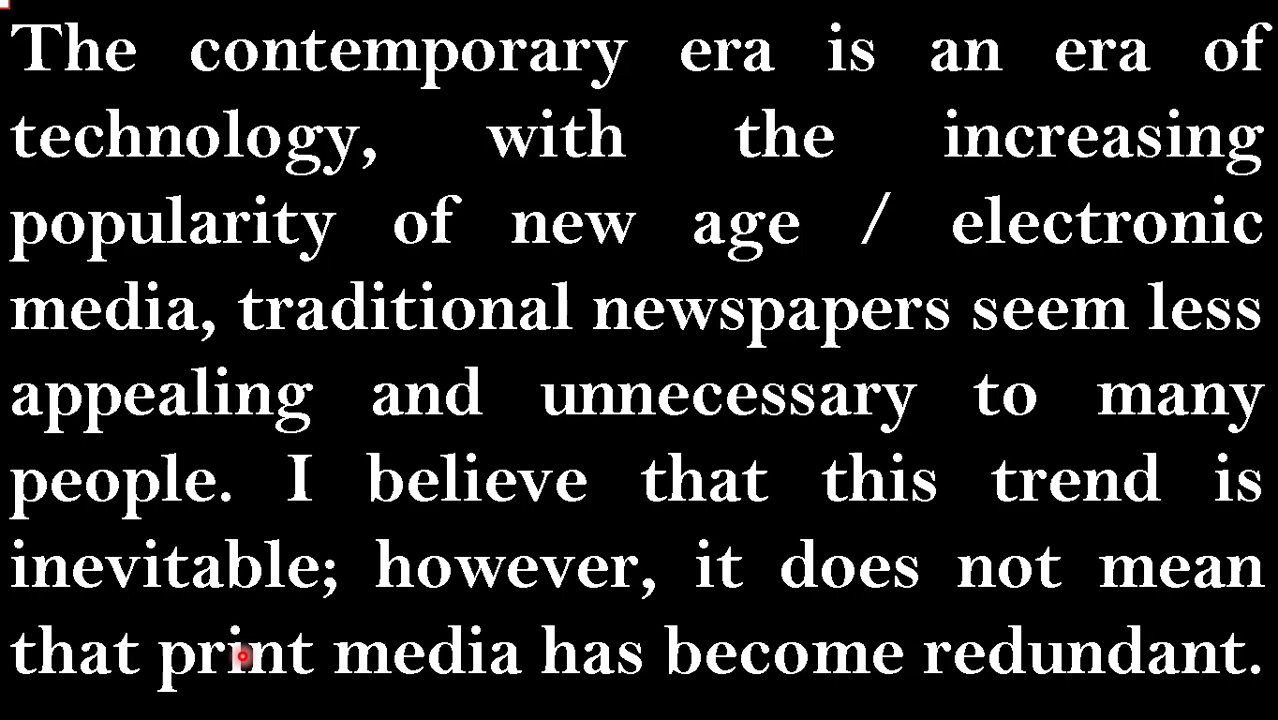 The contemporary era is an era of
technology, with the increasing
popularity of new age / electronic
media, traditional newspapers seem less
appealing and unnecessary to many
people. I believe that this trend is
inevitable; however, it does not mean
that print media has become redundant.